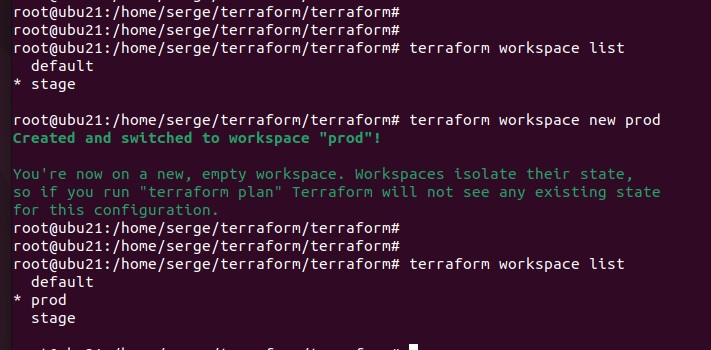 root@ubu21:/home/serge/terraform/terraform#
root@ubu21:/home/serge/terraform/terraform#
root@ubu21:/home/serge/terraform/terraform# terraform workspace list
  default
* stage
root@ubu21:/home/serge/terraform/terraform# terraform workspace new prod
Created and switched to workspace "prod"!
You're now on a new, empty workspace. Workspaces isolate their state,
so if you run "terraform plan" Terraform will not see any existing state
for this configuration.
root@ubu21:/home/serge/terraform/terraform#
root@ubu21:/home/serge/terraform/terraform#
root@ubu21:/home/serge/terraform/terraform# terraform workspace list
  default
* prod
  stage